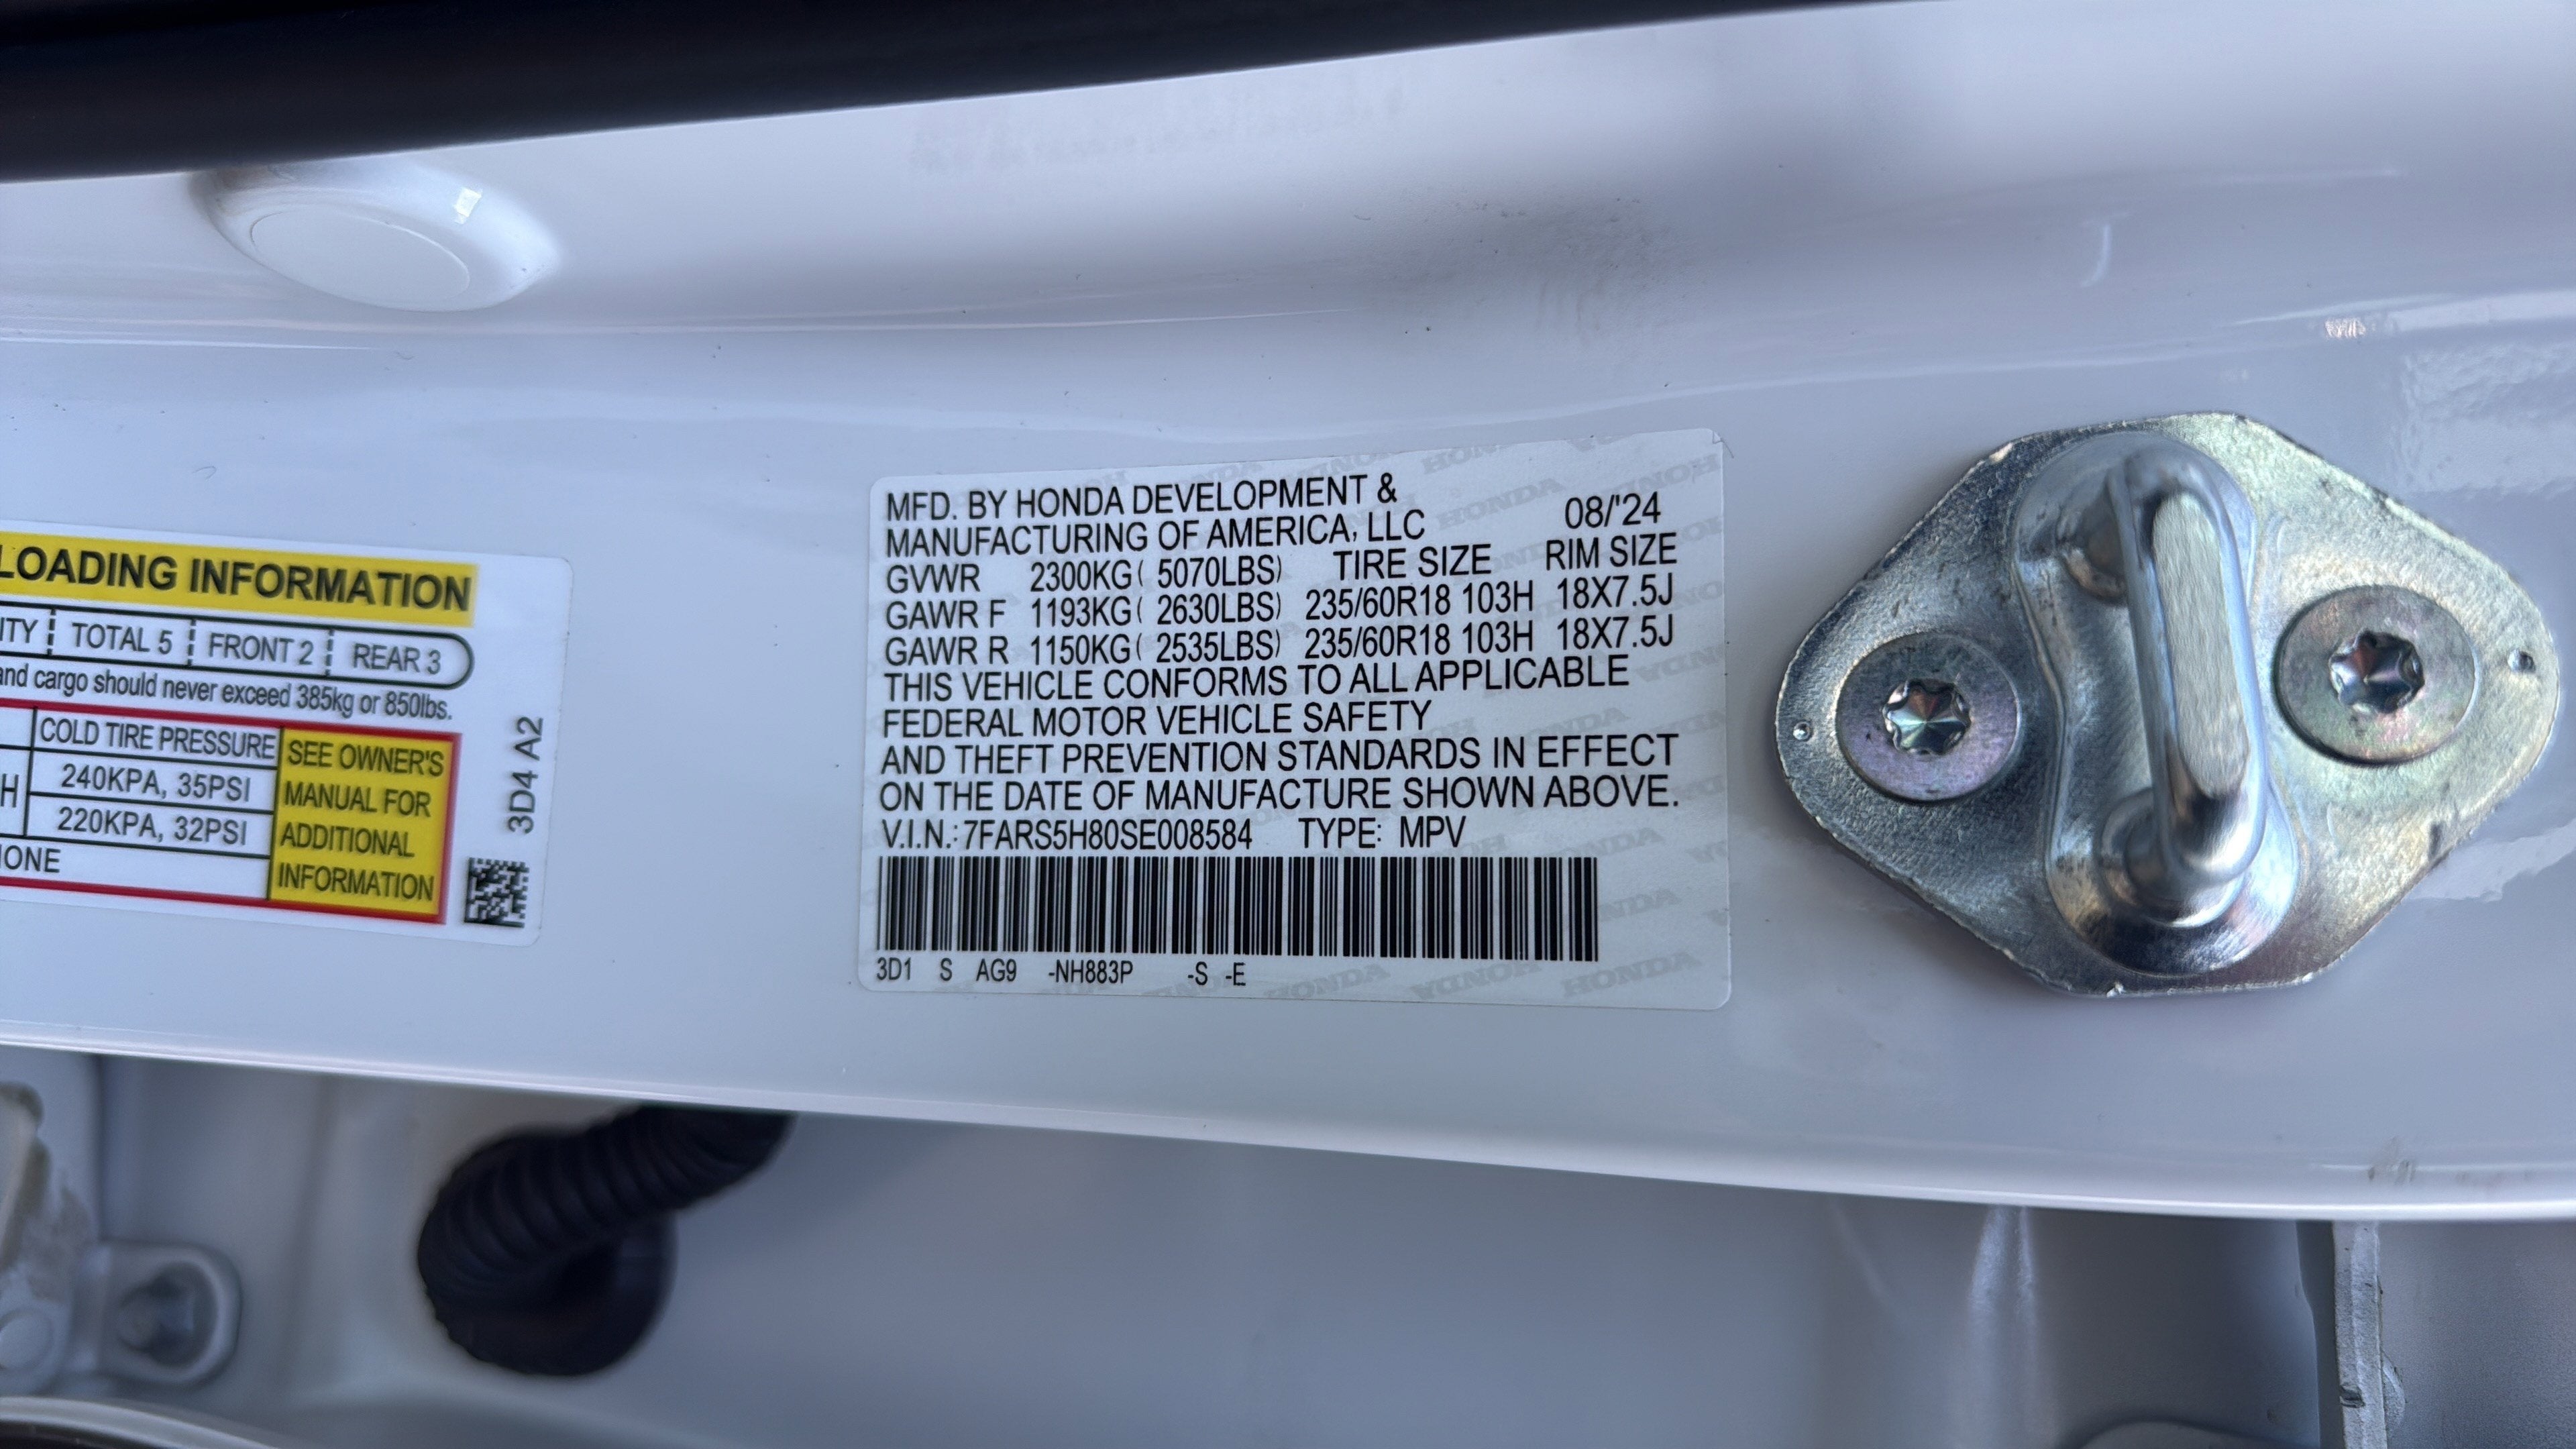 LOADING INFORMATION
TOTAL 5 FRONT 2 REAR 3
and cargo should never exceed 385kg or 850lbs.
COLD TIRE PRESSURE
240KPA, 35PSI
220KPA, 32PSI
SEE OWNER'S
MANUAL FOR
ADDITIONAL
INFORMATION
3D4 A2
MFD. BY HONDA DEVELOPMENT &
MANUFACTURING OF AMERICA, LLC 08/'24
GVWR 2300KG( 5070LBS) TIRE SIZE RIM SIZE
GAWR F 1193KG( 2630LBS) 235/60R18 103H 18X7.5J
GAWR R 1150KG( 2535LBS) 235/60R18 103H 18X7.5J
THIS VEHICLE CONFORMS TO ALL APPLICABLE
FEDERAL MOTOR VEHICLE SAFETY
AND THEFT PREVENTION STANDARDS IN EFFECT
ON THE DATE OF MANUFACTURE SHOWN ABOVE.
V.I.N.: 7FARS5H80SE008584 TYPE: MPV
3D1 S AG9 -NH883P -S -E